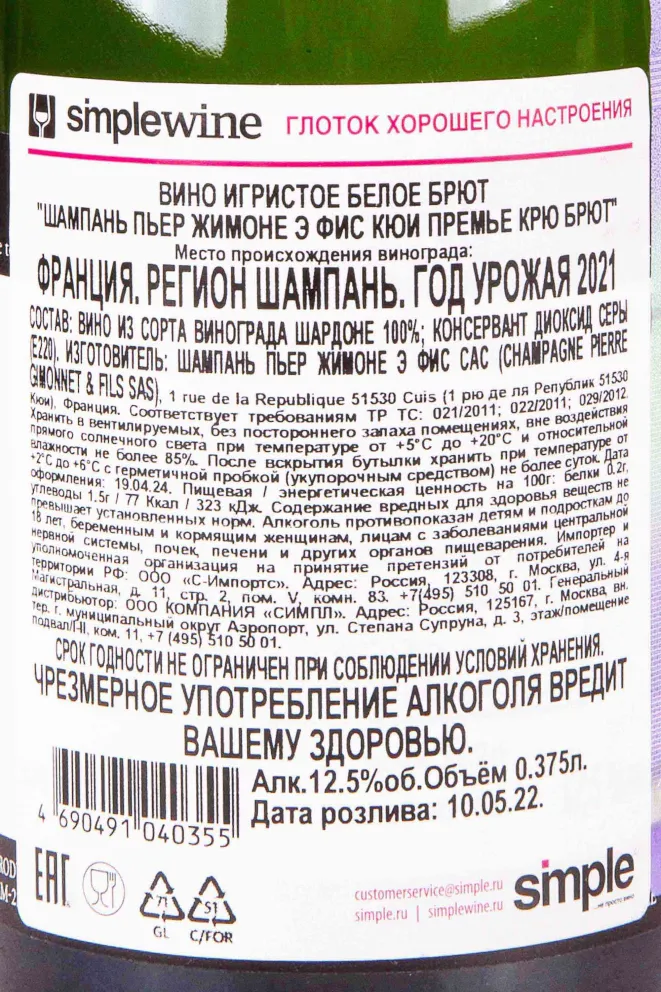 simplewine ГЛОТОК ХОРОШЕГО НАСТРОЕНИЯ
ВИНО ИГРИСТОЕ БЕЛОЕ БРЮТ
"ШАМПАНЬ ПЬЕР ЖИМОНЕ Э ФИС КЮИ ПРЕМЬЕ КРЮ БРЮТ"
Место происхождения винограда:
ФРАНЦИЯ. РЕГИОН ШАМПАНЬ. ГОД УРОЖАЯ 2021
СОСТАВ: ВИНО ИЗ СОРТА ВИНОГРАДА ШАРДОНЕ 100%; КОНСЕРВАНТ ДИОКСИД СЕРЫ
(E220). ИЗГОТОВИТЕЛЬ: ШАМПАНЬ ПЬЕР ЖИМОНЕ Э ФИС САС (CHAMPAGNE PIERRE
GIMONNET & FILS SAS), 1 rue de la Republique 51530 Cuis (1 рю де ля Републик 51530
Кюи), Франция. Соответствует требованиям ТР ТС: 021/2011; 022/2011; 029/2012.
Хранить в вентилируемых, без постороннего запаха помещениях, вне воздействия
прямого солнечного света при температуре от +5°С до +20°С и относительной
влажности не более 85%. После вскрытия бутылки хранить при температуре от
+2°С до +6°С с герметичной пробкой (укупорочным средством) не более суток. Дата
оформления: 19.04.24. Пищевая / энергетическая ценность на 100г: белки 0.2г,
углеводы 1.5г / 77 Ккал / 323 кДж. Содержание вредных для здоровья веществ не
превышает установленных норм. Алкоголь противопоказан детям и подросткам до
18 лет, беременным и кормящим женщинам, лицам с заболеваниями центральной
нервной системы, почек, печени и других органов пищеварения. Импортер и
уполномоченная организация на принятие претензий от потребителей на
территории РФ: ООО «С-Импортс». Адрес: Россия, 123308, г. Москва, ул. 4-я
Магистральная, д. 11, стр. 2, пом. V, комн. 83. +7(495) 510 50 01. Генеральный
дистрибьютор: ООО КОМПАНИЯ «СИМПЛ». Адрес: Россия, 125167, г. Москва, вн.
тер. г. муниципальный округ Аэропорт, ул. Степана Супруна, д. 3, этаж/помещение
подвал/I-II, ком. 11, +7 (495) 510 50 01.
СРОК ГОДНОСТИ НЕ ОГРАНИЧЕН ПРИ СОБЛЮДЕНИИ УСЛОВИЙ ХРАНЕНИЯ.
ЧРЕЗМЕРНОЕ УПОТРЕБЛЕНИЕ АЛКОГОЛЯ ВРЕДИТ
ВАШЕМУ ЗДОРОВЬЮ.
Алк.12.5%об.Объём 0.375л.
Дата розлива: 10.05.22.
4 690491 040355
EAC
71
GL
51
C/FOR
customerservice@simple.ru
simple.ru | simplewine.ru
simple
...не просто вино